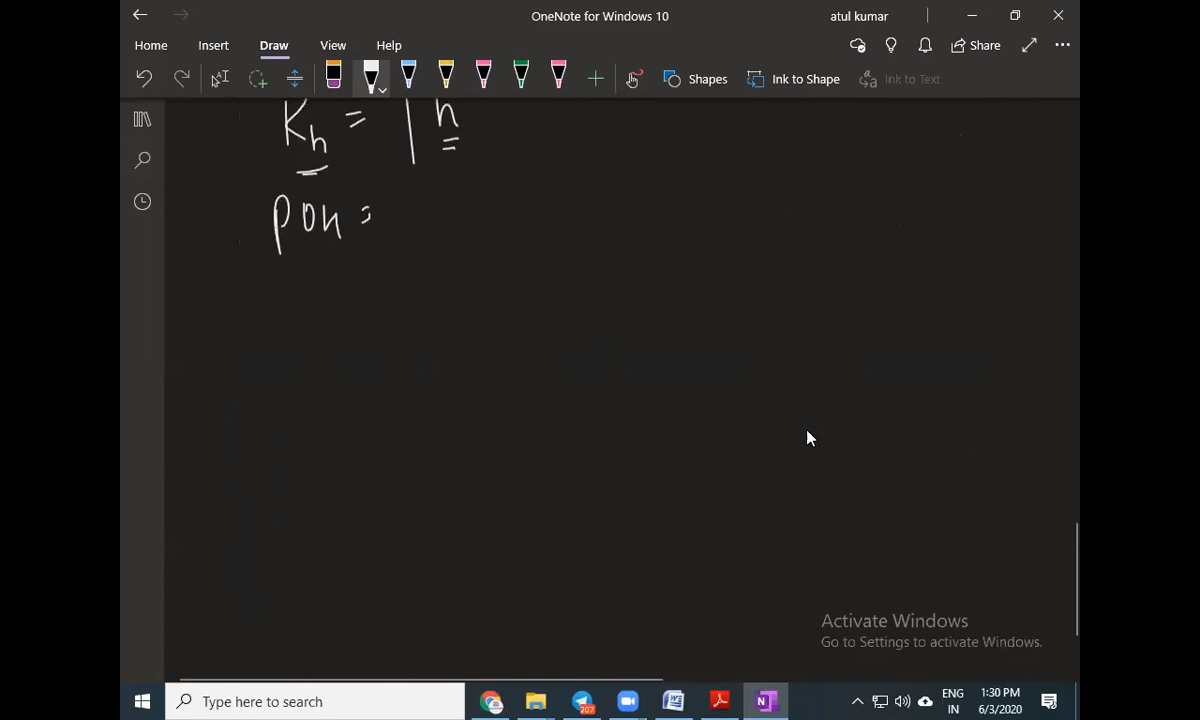 OneNote for Windows 10
atul kumar
Home Insert Draw View Help
Share
Shapes
Ink to Shape
Ink to Text
Kh = | h
POH =
Activate Windows
Go to Settings to activate Windows.
Type here to search
207
ENG
IN
1:30 PM
6/3/2020